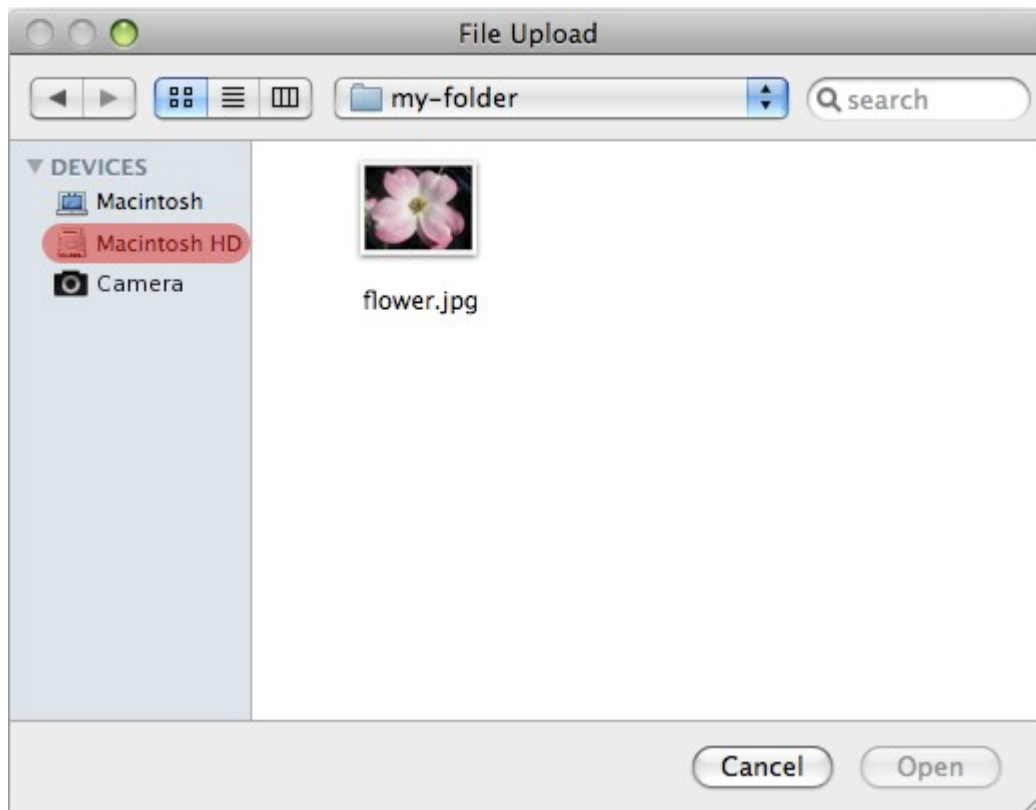 File Upload
my-folder
search
DEVICES
Macintosh
Macintosh HD
Camera
flower.jpg
Cancel
Open